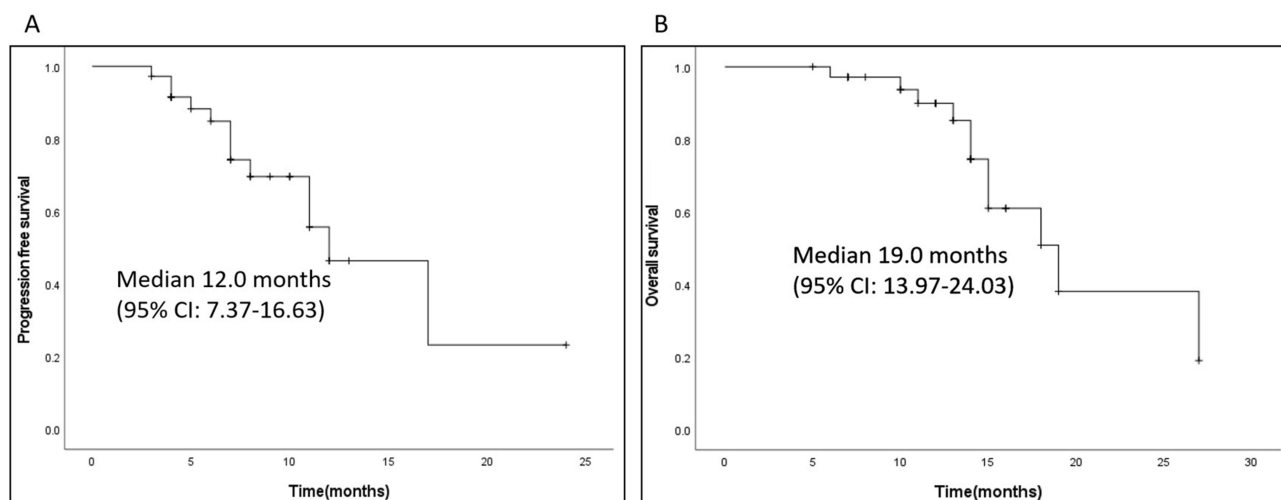 A
1.0
0.8
0.6
0.4
0.2
0.0
Progression free survival
Median 12.0 months
(95% CI: 7.37-16.63)
0 5 10 15 20 25
Time(months)
B
1.0
0.8
0.6
0.4
0.2
0.0
Overall survival
Median 19.0 months
(95% CI: 13.97-24.03)
0 5 10 15 20 25 30
Time(months)